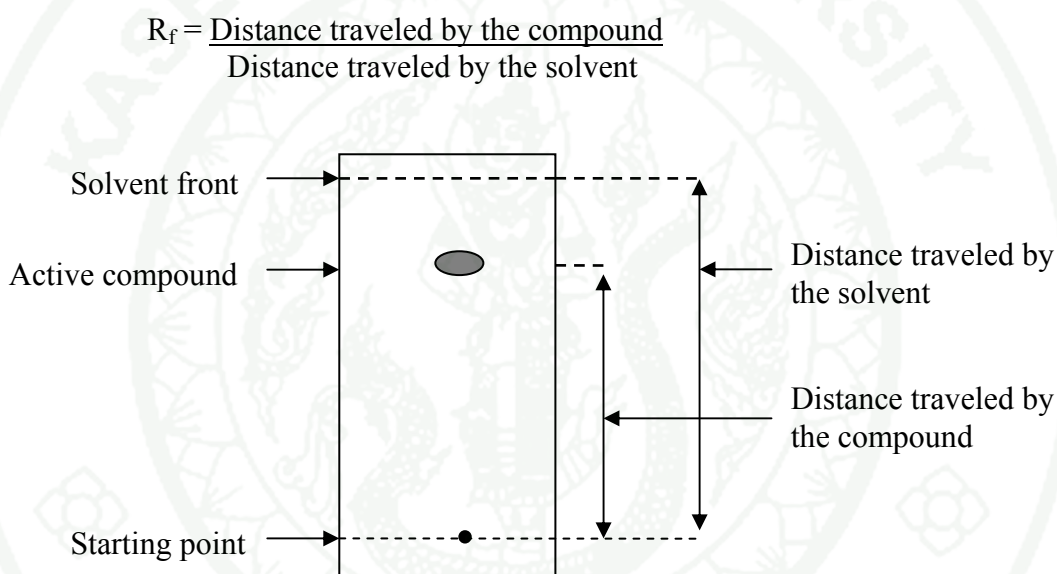 R_f = Distance traveled by the compound
Distance traveled by the solvent
Solvent front
Active compound
Distance traveled by
the solvent
Distance traveled by
the compound
Starting point